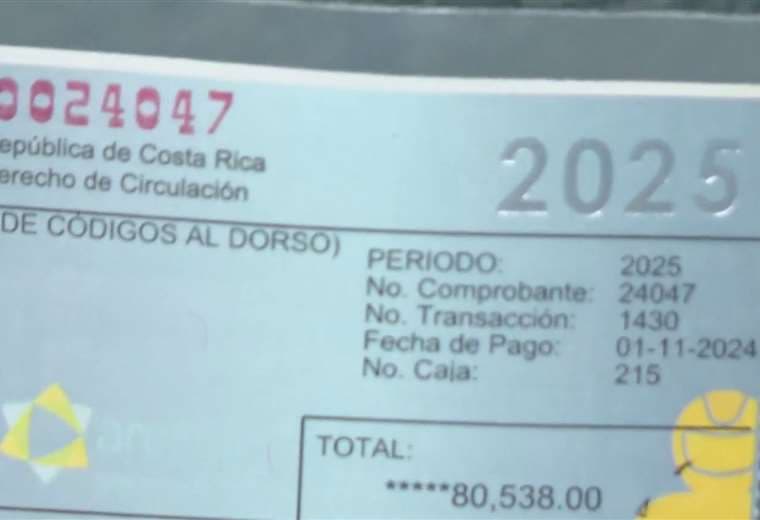 0024047
epública de Costa Rica
erecho de Circulación
2025
DE CÓDIGOS AL DORSO)
PERIODO: 2025
No. Comprobante: 24047
No. Transacción: 1430
Fecha de Pago: 01-11-2024
No. Caja: 215
TOTAL:
*****80,538.00